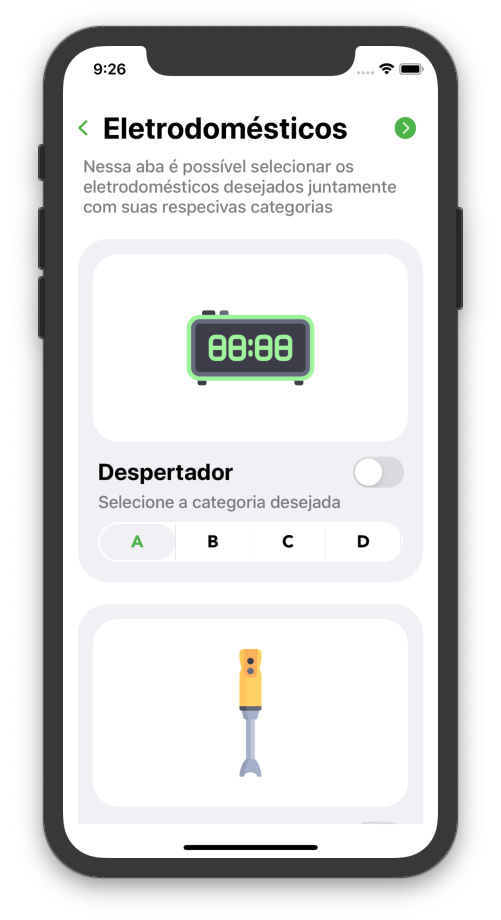 9:26
Eletrodomésticos
Nessa aba é possível selecionar os
eletrodomésticos desejados juntamente
com suas respecivas categorias
88:88
Despertador
Selecione a categoria desejada
A B C D